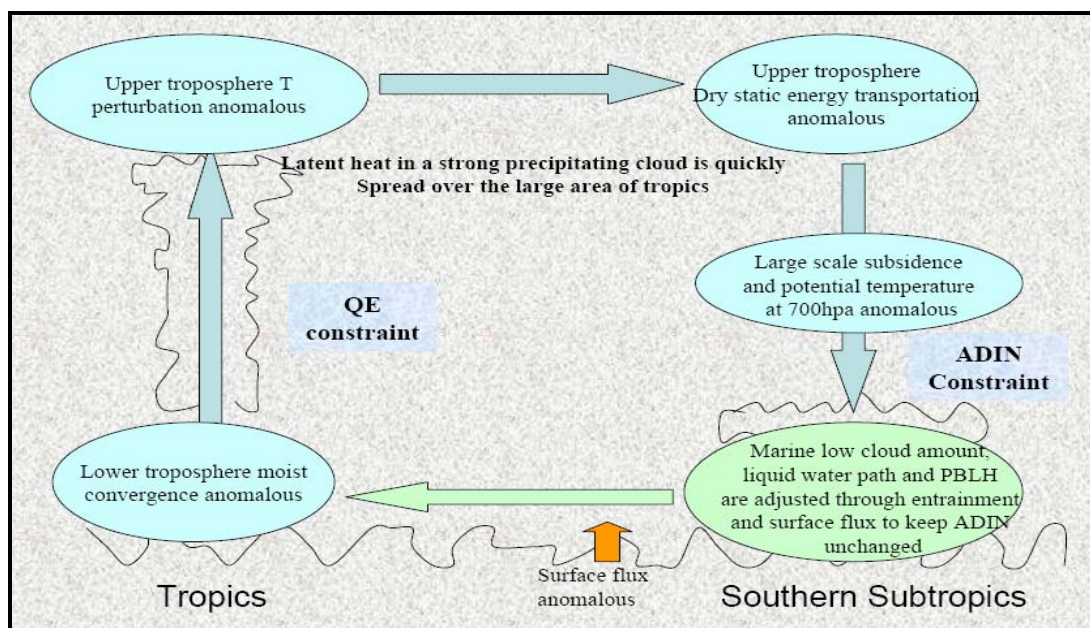 Upper troposphere T
perturbation anomalous
Upper troposphere
Dry static energy transportation
anomalous
Latent heat in a strong precipitating cloud is quickly
Spread over the large area of tropics
Large scale subsidence
and potential temperature
at 700hpa anomalous
QE
constraint
ADIN
Constraint
Lower troposphere moist
convergence anomalous
Marine low cloud amount,
liquid water path and PBLH
are adjusted through entrainment
and surface flux to keep ADIN
unchanged
Surface flux
anomalous
Tropics
Southern Subtropics